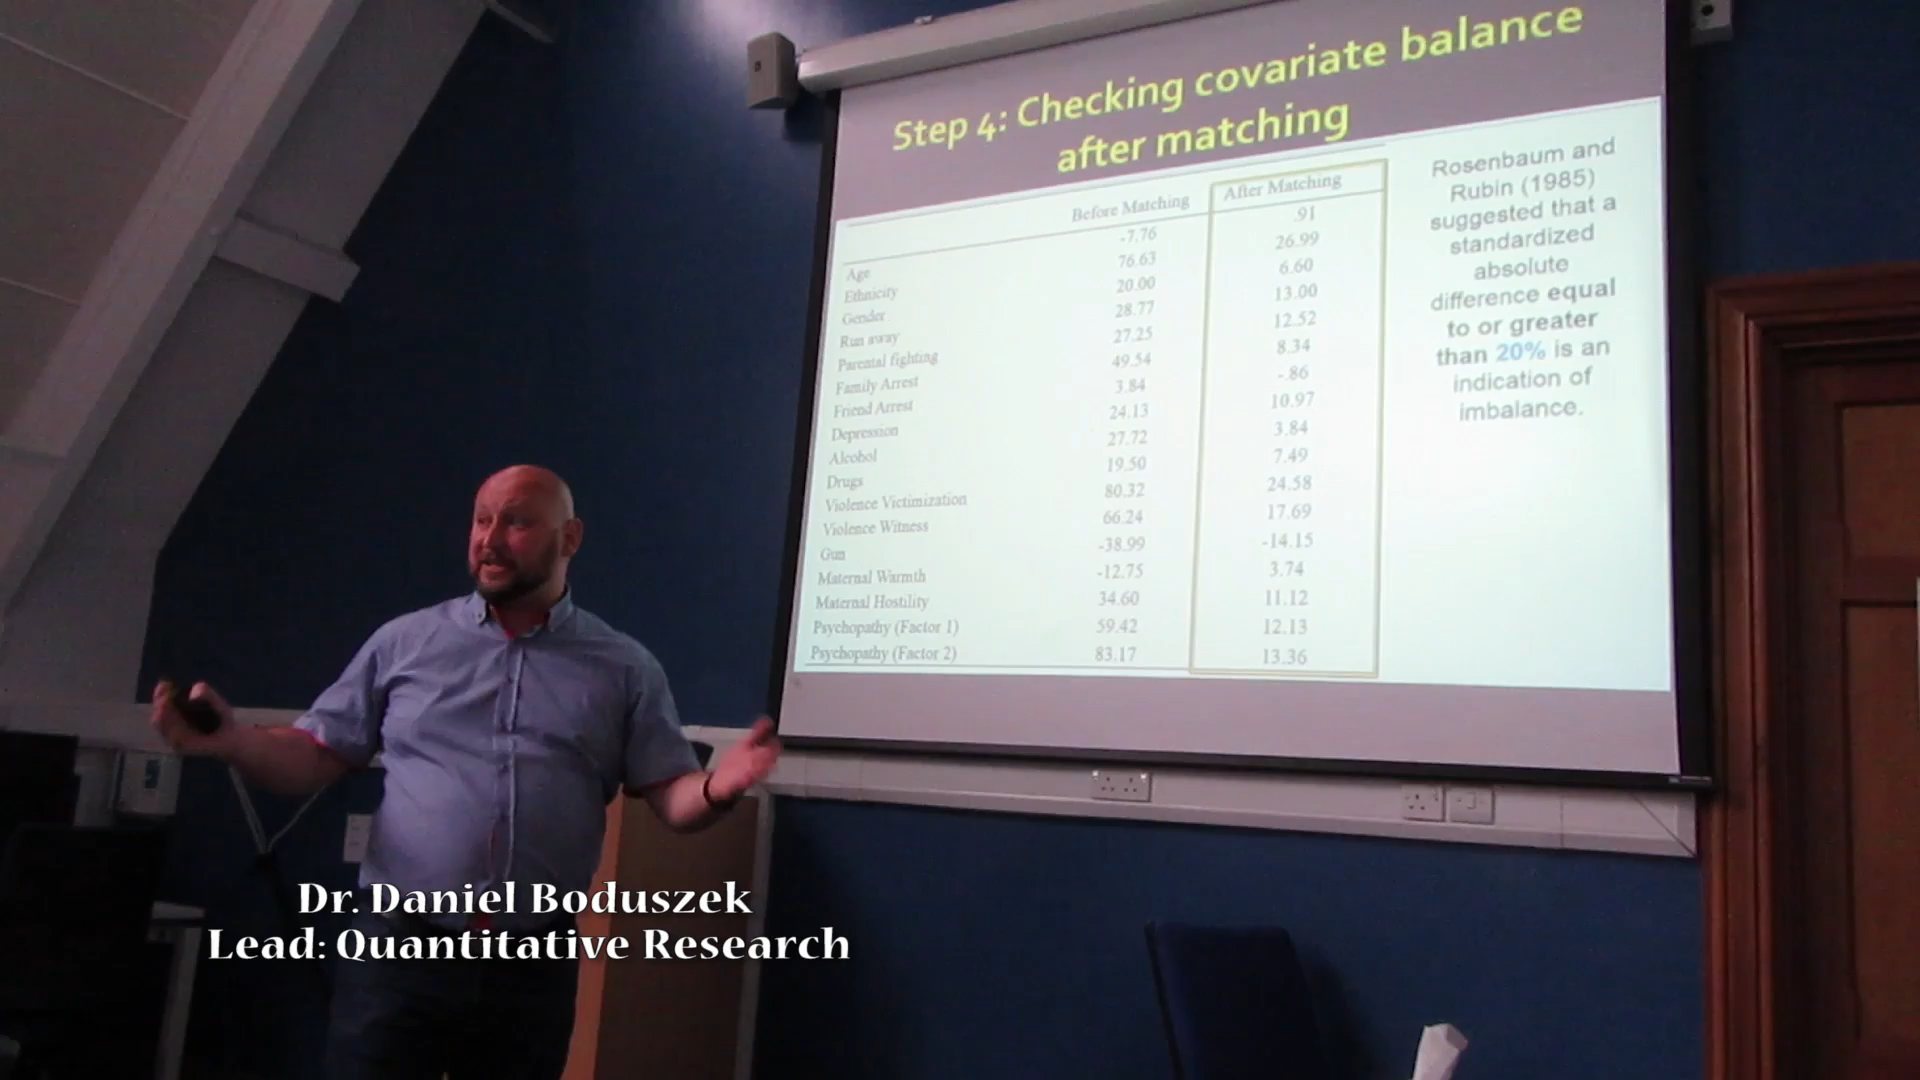 Step 4: Checking covariate balance
after matching
Before Matching After Matching
Age -7.76 .91
Ethnicity 76.63 26.99
Gender 20.00 6.60
Run away 28.77 13.00
Parental fighting 27.25 12.52
Family Arrest 49.54 8.34
Friend Arrest 3.84 -.86
Depression 24.13 10.97
Alcohol 27.72 3.84
Drugs 19.50 7.49
Violence Victimization 80.32 24.58
Violence Witness 66.24 17.69
Gun -38.99 -14.15
Maternal Warmth -12.75 3.74
Maternal Hostility 34.60 11.12
Psychopathy (Factor 1) 59.42 12.13
Psychopathy (Factor 2) 83.17 13.36
Rosenbaum and
Rubin (1985)
suggested that a
standardized
absolute
difference equal
to or greater
than 20% is an
indication of
imbalance.
Dr. Daniel Boduszek
Lead: Quantitative Research